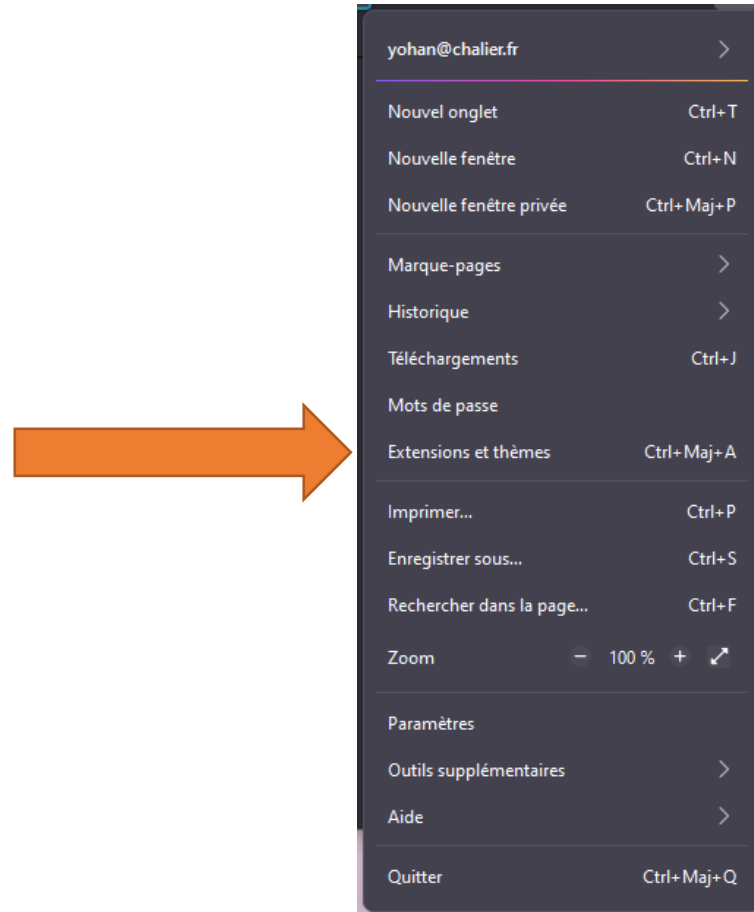 yohan@chalier.fr
Nouvel onglet Ctrl+T
Nouvelle fenêtre Ctrl+N
Nouvelle fenêtre privée Ctrl+Maj+P
Marque-pages
Historique
Téléchargements Ctrl+J
Mots de passe
Extensions et thèmes Ctrl+Maj+A
Imprimer... Ctrl+P
Enregistrer sous... Ctrl+S
Rechercher dans la page... Ctrl+F
Zoom − 100 % +
Paramètres
Outils supplémentaires
Aide
Quitter Ctrl+Maj+Q